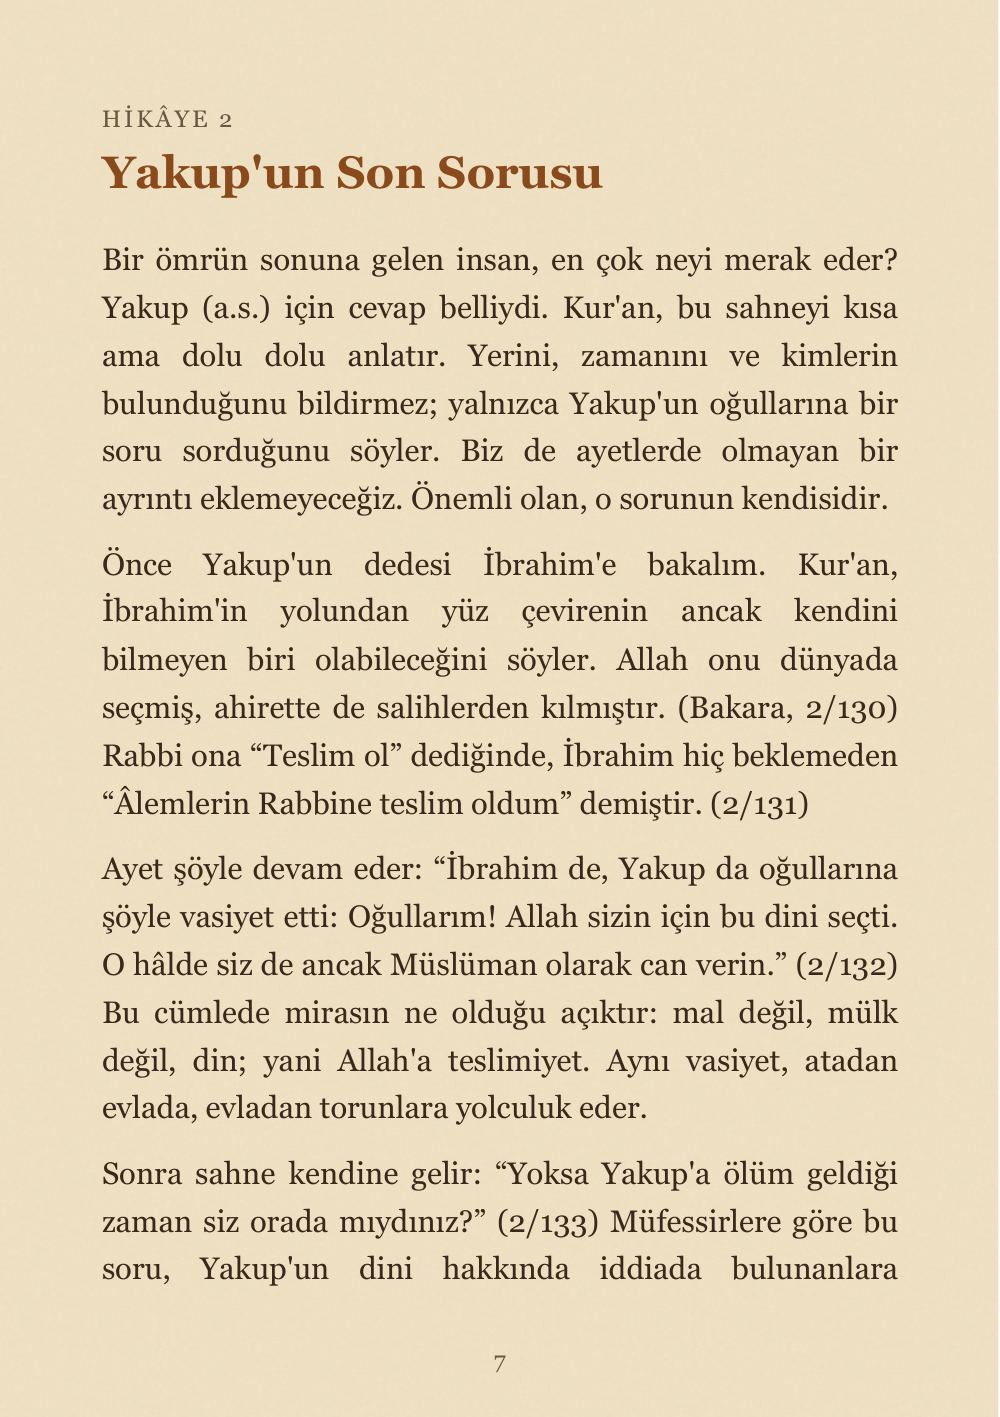 HİKÂYE 2
Yakup'un Son Sorusu
Bir ömrün sonuna gelen insan, en çok neyi merak eder?
Yakup (a.s.) için cevap belliydi. Kur'an, bu sahneyi kısa
ama dolu dolu anlatır. Yerini, zamanını ve kimlerin
bulunduğunu bildirmez; yalnızca Yakup'un oğullarına bir
soru sorduğunu söyler. Biz de ayetlerde olmayan bir
ayrıntı eklemeyeceğiz. Önemli olan, o sorunun kendisidir.
Önce Yakup'un dedesi İbrahim'e bakalım. Kur'an,
İbrahim'in yolundan yüz çevirenin ancak kendini
bilmeyen biri olabileceğini söyler. Allah onu dünyada
seçmiş, ahirette de salihlerden kılmıştır. (Bakara, 2/130)
Rabbi ona “Teslim ol” dediğinde, İbrahim hiç beklemeden
“Âlemlerin Rabbine teslim oldum” demiştir. (2/131)
Ayet şöyle devam eder: “İbrahim de, Yakup da oğullarına
şöyle vasiyet etti: Oğullarım! Allah sizin için bu dini seçti.
O hâlde siz de ancak Müslüman olarak can verin.” (2/132)
Bu cümlede mirasın ne olduğu açıktır: mal değil, mülk
değil, din; yani Allah'a teslimiyet. Aynı vasiyet, atadan
evlada, evladan torunlara yolculuk eder.
Sonra sahne kendine gelir: “Yoksa Yakup'a ölüm geldiği
zaman siz orada mıydınız?” (2/133) Müfessirlere göre bu
soru, Yakup'un dini hakkında iddiada bulunanlara
7